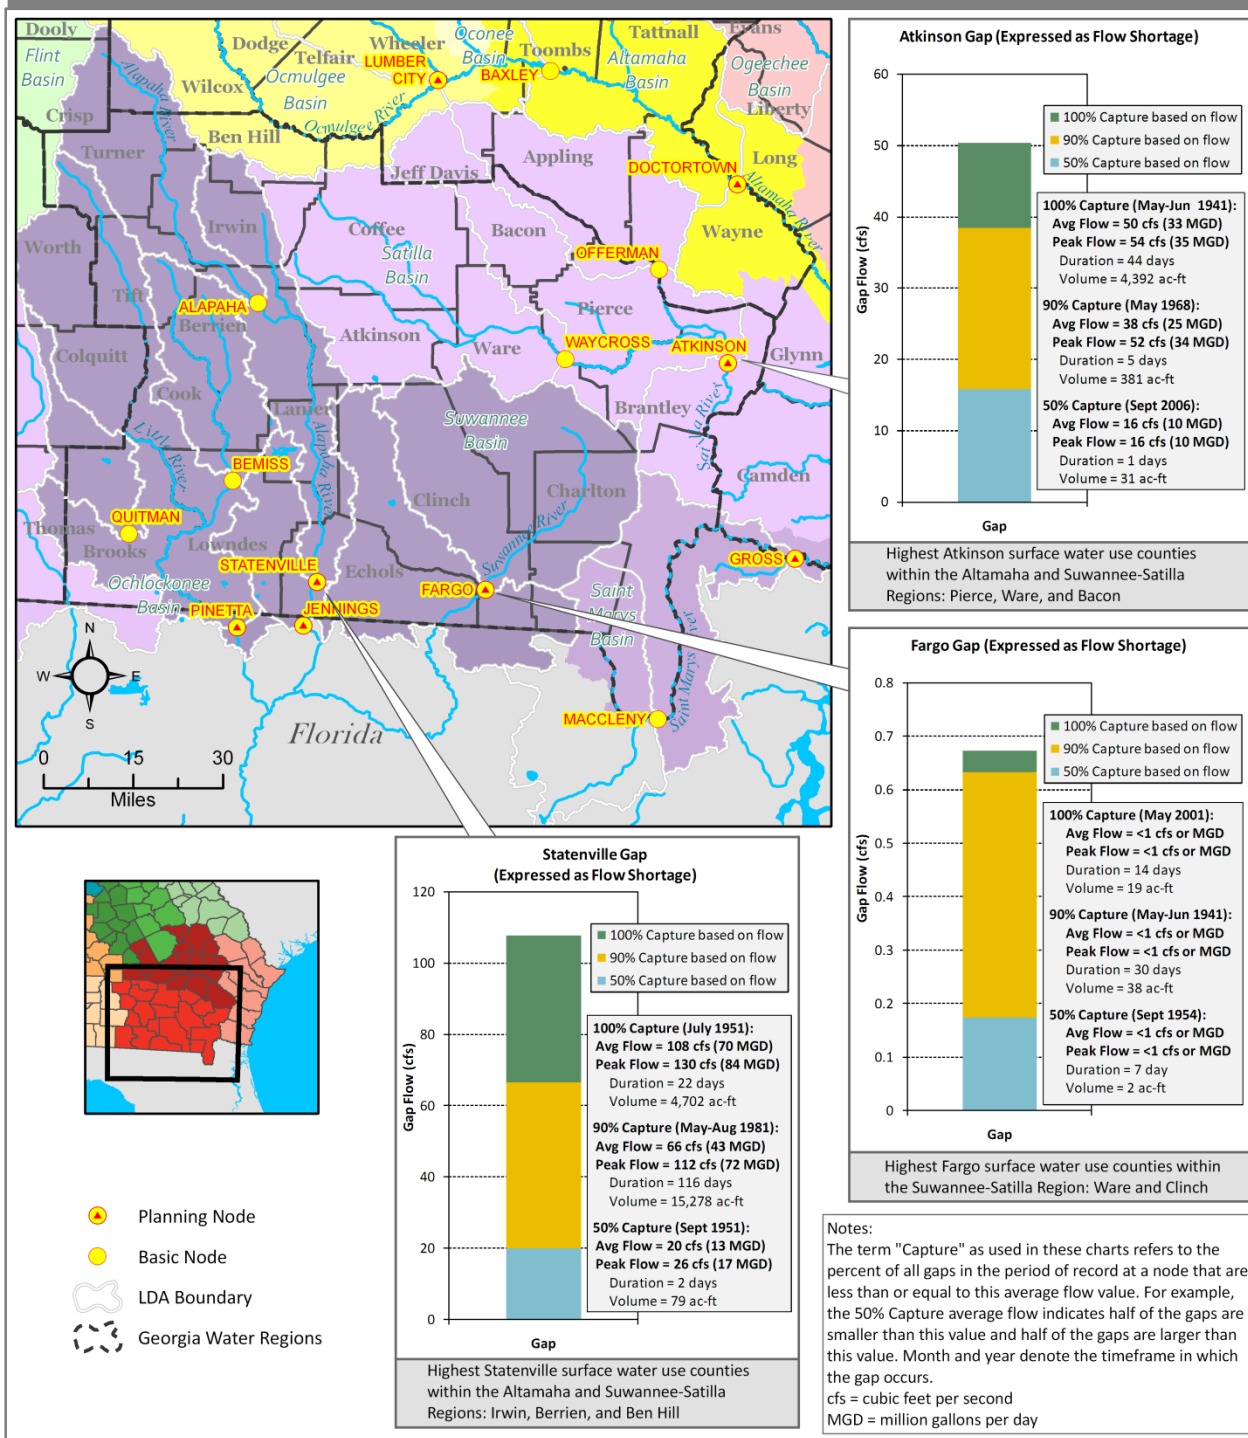 Dooly
Flint
Basin
Crisp
Turner
Worth
Tift
Colquitt
Cook
Thomas
Brooks
Alapaha River
Dodge
Telfair
Wilcox
Ocmulgee
Basin
Ben Hill
Ocmulgee River
Wheeler
LUMBER
CITY
Oconee
Basin
Toombs
BAXLEY
Tattnall
Altamaha
Basin
Evans
Ogeechee
Basin
Liberty
Long
DOCTORTOWN
Altamaha River
Wayne
Appling
Jeff Davis
Bacon
Coffee
Satilla
Basin
Irwin
OFFERMAN
Pierce
ALAPAHA
Berrien
Atkinson
Ware
WAYCROSS
ATKINSON
Glynn
Brantley
Lanier
Suwannee
Basin
Little River
Alapaha River
BEMISS
Clinch
Charlton
Camden
QUITMAN
Lowndes
STATENVILLE
Echols
Suwannee River
FARGO
GROSS
Ochlockonee
Basin
PINETTA
JENNINGS
Saint
Marys
Basin
MACCLENY
Florida
N
W
E
S
0 15 30
Miles
Atkinson Gap (Expressed as Flow Shortage)
60
50
40
30
20
10
0
Gap Flow (cfs)
Gap
100% Capture based on flow
90% Capture based on flow
50% Capture based on flow
100% Capture (May-Jun 1941):
Avg Flow = 50 cfs (33 MGD)
Peak Flow = 54 cfs (35 MGD)
Duration = 44 days
Volume = 4,392 ac-ft
90% Capture (May 1968):
Avg Flow = 38 cfs (25 MGD)
Peak Flow = 52 cfs (34 MGD)
Duration = 5 days
Volume = 381 ac-ft
50% Capture (Sept 2006):
Avg Flow = 16 cfs (10 MGD)
Peak Flow = 16 cfs (10 MGD)
Duration = 1 days
Volume = 31 ac-ft
Highest Atkinson surface water use counties
within the Altamaha and Suwannee-Satilla
Regions: Pierce, Ware, and Bacon
Fargo Gap (Expressed as Flow Shortage)
0.8
0.7
0.6
0.5
0.4
0.3
0.2
0.1
0
Gap Flow (cfs)
Gap
100% Capture based on flow
90% Capture based on flow
50% Capture based on flow
100% Capture (May 2001):
Avg Flow = <1 cfs or MGD
Peak Flow = <1 cfs or MGD
Duration = 14 days
Volume = 19 ac-ft
90% Capture (May-Jun 1941):
Avg Flow = <1 cfs or MGD
Peak Flow = <1 cfs or MGD
Duration = 30 days
Volume = 38 ac-ft
50% Capture (Sept 1954):
Avg Flow = <1 cfs or MGD
Peak Flow = <1 cfs or MGD
Duration = 7 day
Volume = 2 ac-ft
Highest Fargo surface water use counties within
the Suwannee-Satilla Region: Ware and Clinch
Statenville Gap
(Expressed as Flow Shortage)
120
100
80
60
40
20
0
Gap Flow (cfs)
Gap
100% Capture based on flow
90% Capture based on flow
50% Capture based on flow
100% Capture (July 1951):
Avg Flow = 108 cfs (70 MGD)
Peak Flow = 130 cfs (84 MGD)
Duration = 22 days
Volume = 4,702 ac-ft
90% Capture (May-Aug 1981):
Avg Flow = 66 cfs (43 MGD)
Peak Flow = 112 cfs (72 MGD)
Duration = 116 days
Volume = 15,278 ac-ft
50% Capture (Sept 1951):
Avg Flow = 20 cfs (13 MGD)
Peak Flow = 26 cfs (17 MGD)
Duration = 2 days
Volume = 79 ac-ft
Highest Statenville surface water use counties
within the Altamaha and Suwannee-Satilla
Regions: Irwin, Berrien, and Ben Hill
Planning Node
Basic Node
LDA Boundary
Georgia Water Regions
Notes:
The term "Capture" as used in these charts refers to the
percent of all gaps in the period of record at a node that are
less than or equal to this average flow value. For example,
the 50% Capture average flow indicates half of the gaps are
smaller than this value and half of the gaps are larger than
this value. Month and year denote the timeframe in which
the gap occurs.
cfs = cubic feet per second
MGD = million gallons per day